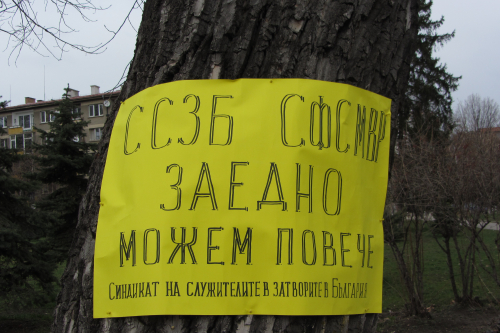 ССЗБ СФСМВР
ЗАЕДНО
МОЖЕМ ПОВЕЧЕ
СИНДИКАТ НА СЛУЖИТЕЛИТЕ В ЗАТВОРИТЕ В БЪЛГАРИЯ